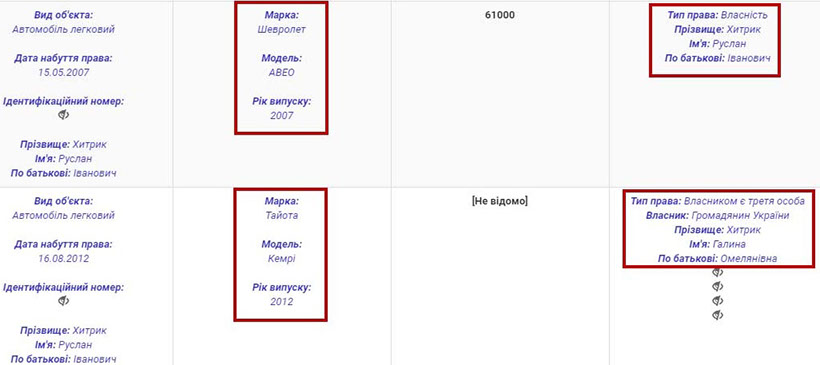 Вид об'єкта:
Автомобіль легковий
Дата набуття права:
15.05.2007
Ідентифікаційний номер:
Прізвище: Хитрик
Ім'я: Руслан
По батькові: Іванович
Марка:
Шевролет
Модель:
АВЕО
Рік випуску:
2007
61000
Тип права: Власність
Прізвище: Хитрик
Ім'я: Руслан
По батькові: Іванович
Вид об'єкта:
Автомобіль легковий
Дата набуття права:
16.08.2012
Ідентифікаційний номер:
Прізвище: Хитрик
Ім'я: Руслан
По батькові: Іванович
Марка:
Тайота
Модель:
Кемрі
Рік випуску:
2012
[Не відомо]
Тип права: Власником є третя особа
Власник: Громадянин України
Прізвище: Хитрик
Ім'я: Галина
По батькові: Омелянівна